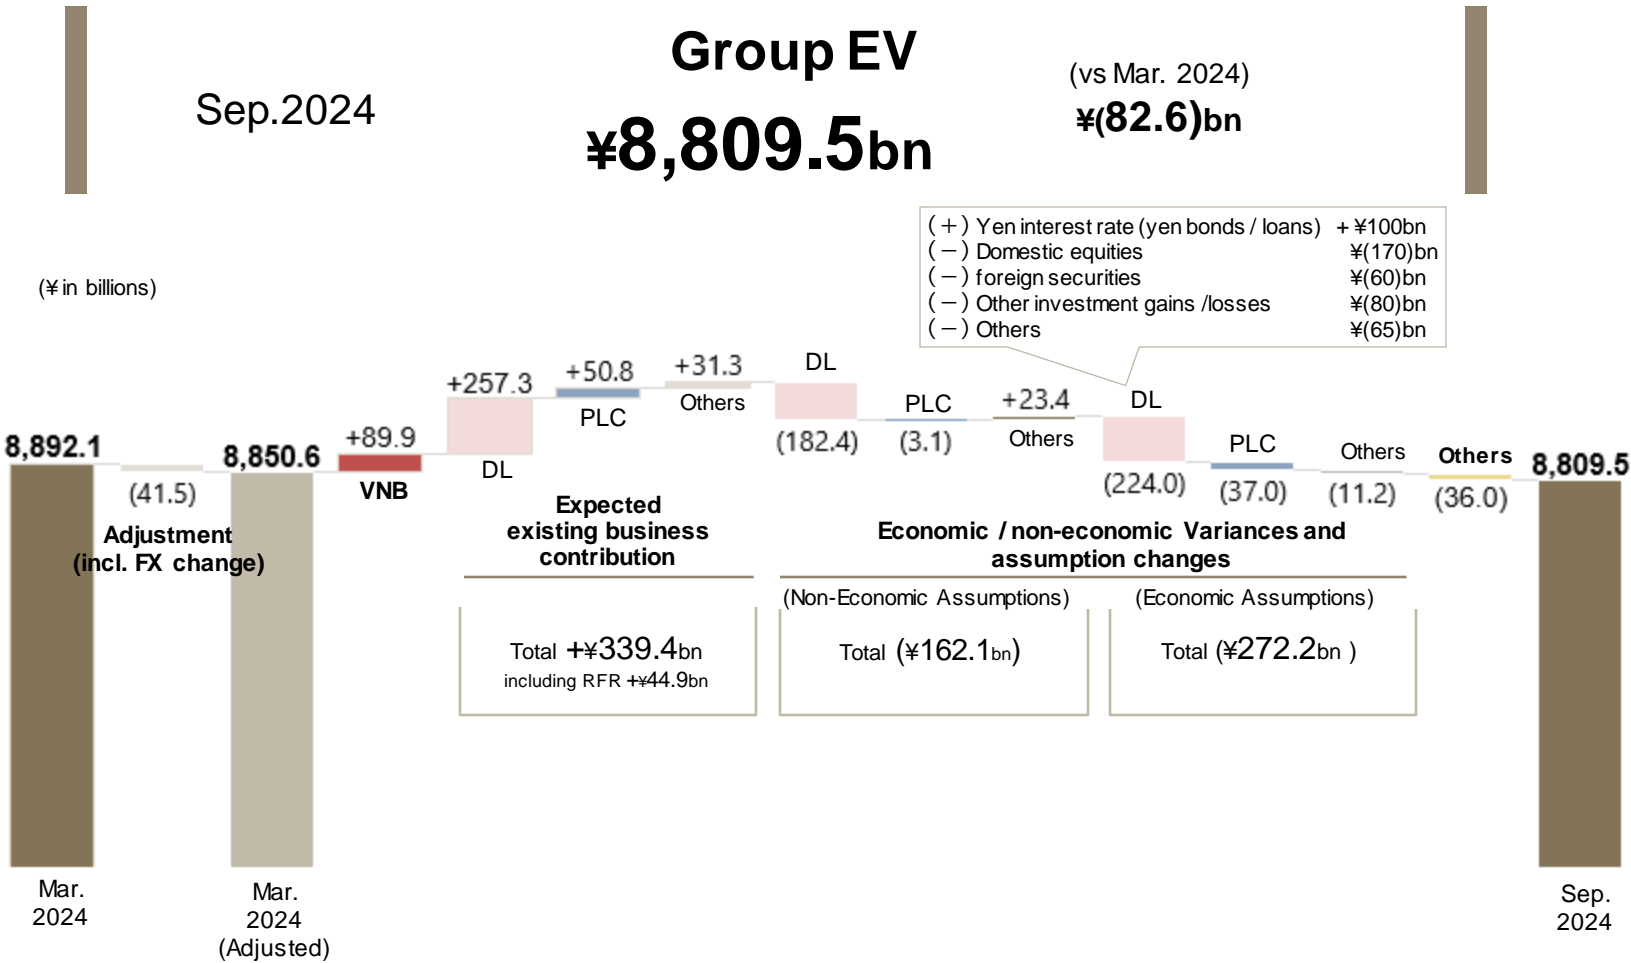 Group EV
(vs Mar. 2024)
Sep.2024
¥8,809.5bn
¥(82.6)bn
(＋) Yen interest rate (yen bonds / loans) + ¥100bn
(－) Domestic equities ¥(170)bn
(－) foreign securities ¥(60)bn
(－) Other investment gains /losses ¥(80)bn
(－) Others ¥(65)bn
(¥ in billions)
8,892.1
(41.5)
Adjustment
(incl. FX change)
8,850.6
+89.9
VNB
+257.3
DL
+50.8
PLC
+31.3
Others
DL
(182.4)
PLC
(3.1)
+23.4
Others
DL
(224.0)
PLC
(37.0)
Others
(11.2)
Others
(36.0)
8,809.5
Expected
existing business
contribution
Economic / non-economic Variances and
assumption changes
(Non-Economic Assumptions)
(Economic Assumptions)
Total +¥339.4bn
including RFR +¥44.9bn
Total (¥162.1bn)
Total (¥272.2bn )
Mar.
2024
Mar.
2024
(Adjusted)
Sep.
2024